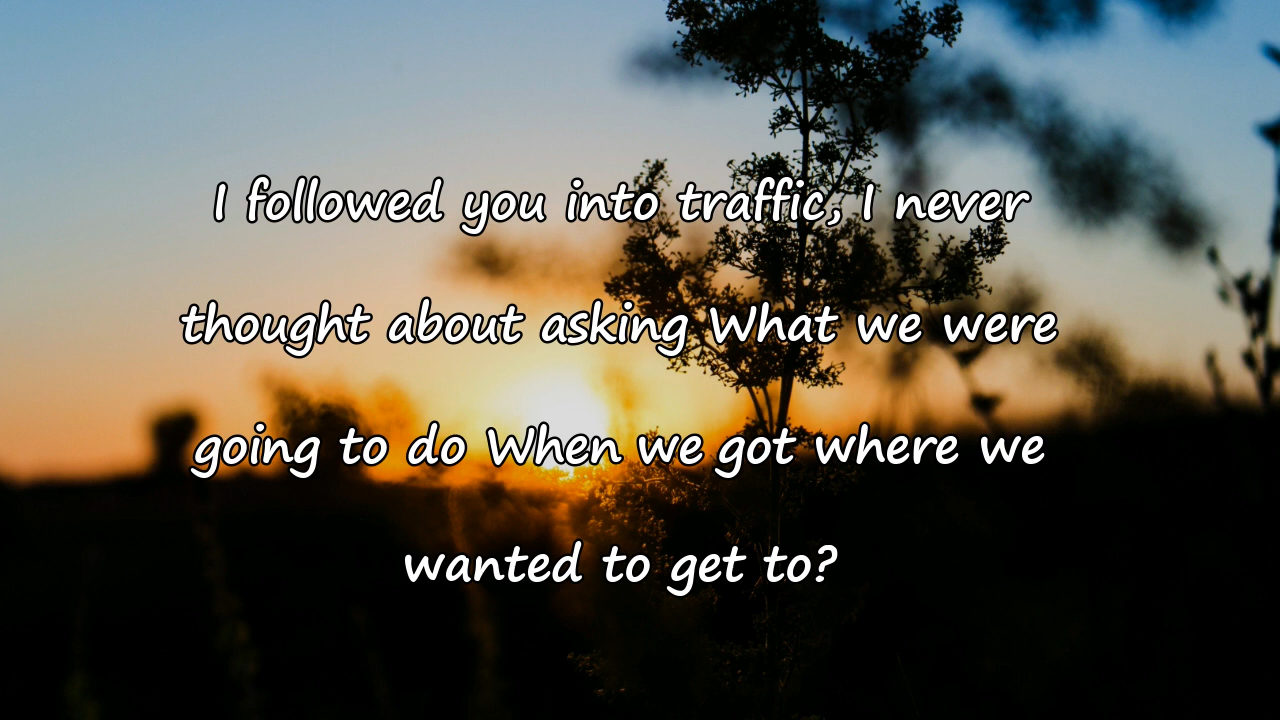 I followed you into traffic, I never
thought about asking What we were
going to do When we got where we
wanted to get to?